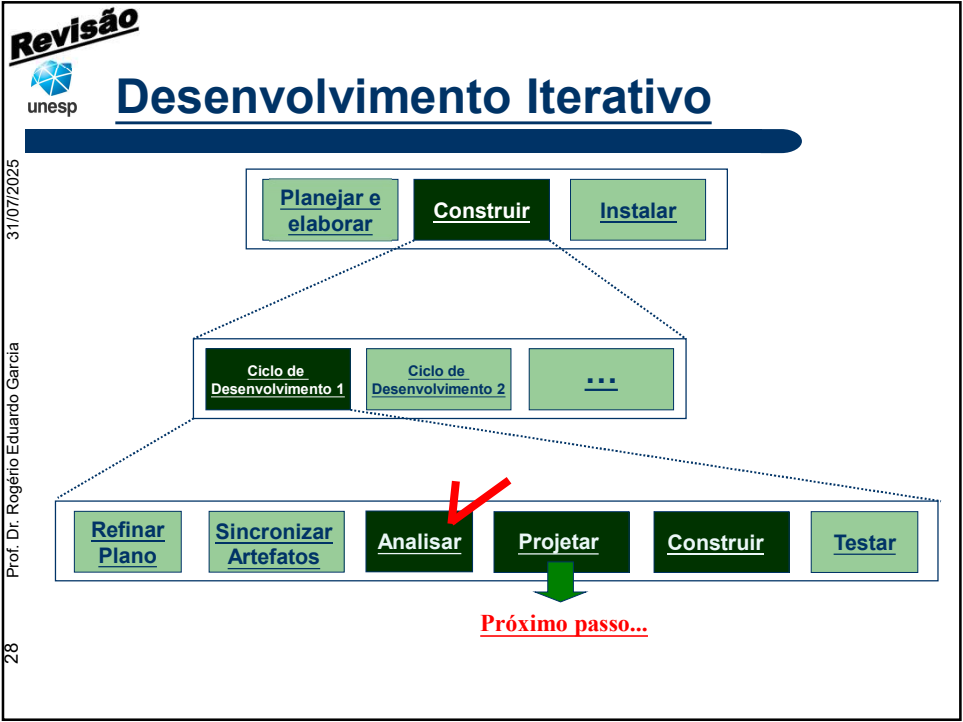 Revisão
unesp
Desenvolvimento Iterativo
31/07/2025
Prof. Dr. Rogério Eduardo Garcia
28
Planejar e
elaborar
Construir
Instalar
Ciclo de
Desenvolvimento 1
Ciclo de
Desenvolvimento 2
...
Refinar
Plano
Sincronizar
Artefatos
Analisar
Projetar
Construir
Testar
Próximo passo...